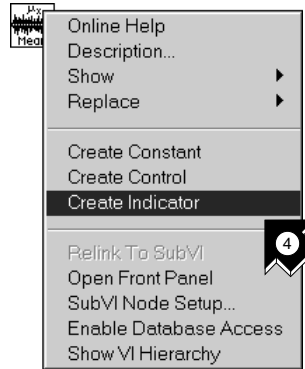 μx
Mean
Online Help
Description...
Show
Replace
Create Constant
Create Control
Create Indicator
4
Relink To SubVI
Open Front Panel
SubVI Node Setup...
Enable Database Access
Show VI Hierarchy